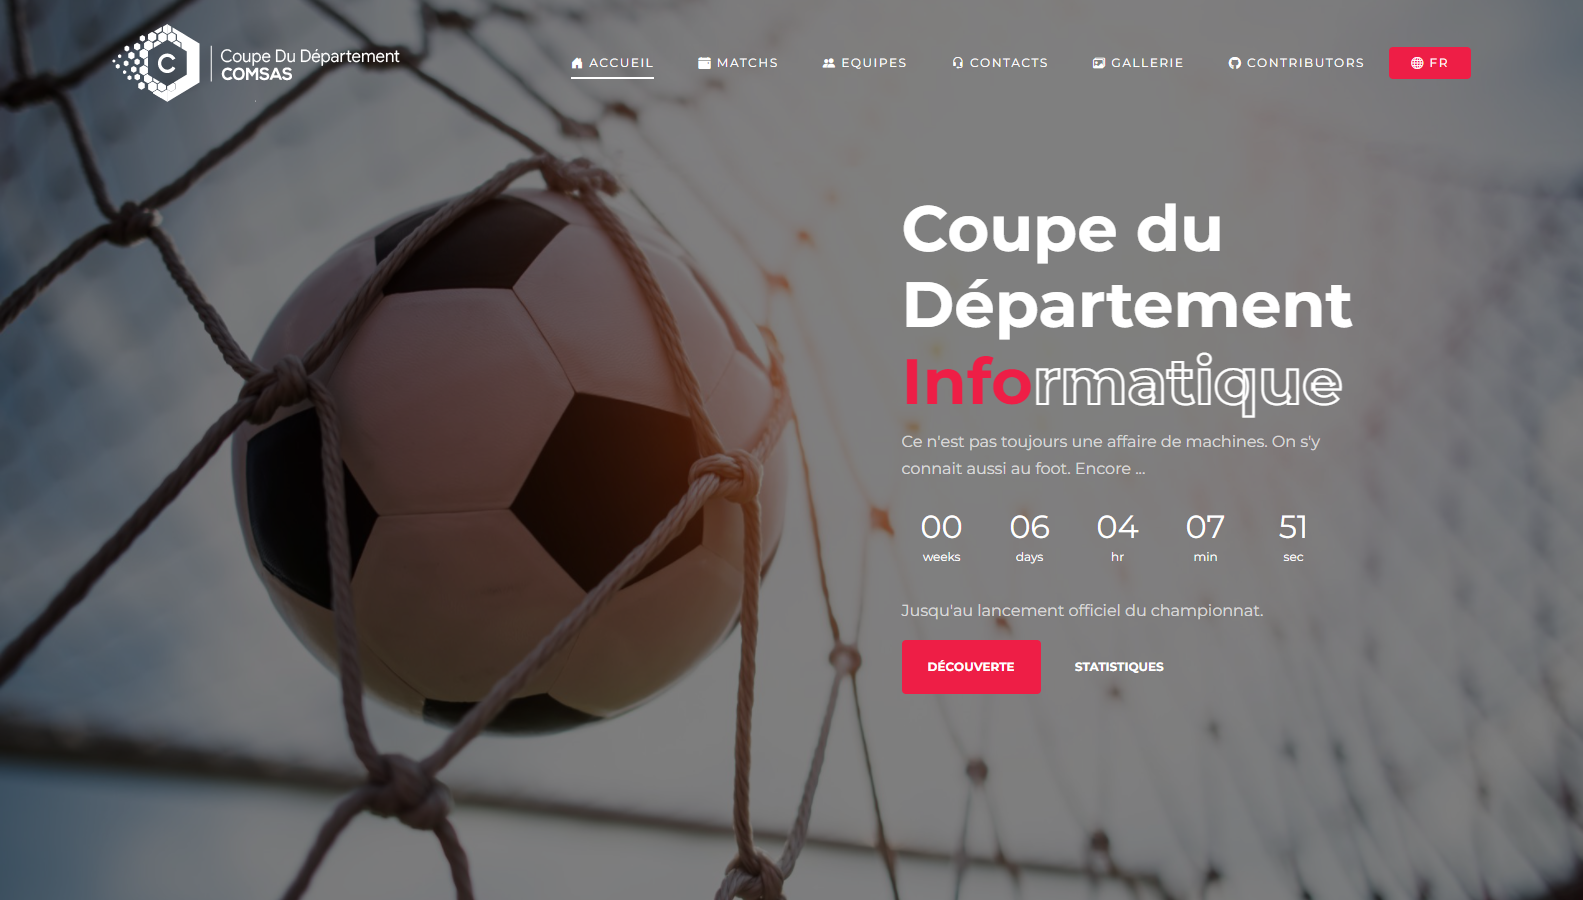 C
Coupe Du Département
COMSAS
ACCUEIL
MATCHS
EQUIPES
CONTACTS
GALLERIE
CONTRIBUTORS
FR
Coupe du
Département
Informatique
Ce n'est pas toujours une affaire de machines. On s'y
connait aussi au foot. Encore ...
00 06 04 07 51
weeks days hr min sec
Jusqu'au lancement officiel du championnat.
DÉCOUVERTE
STATISTIQUES